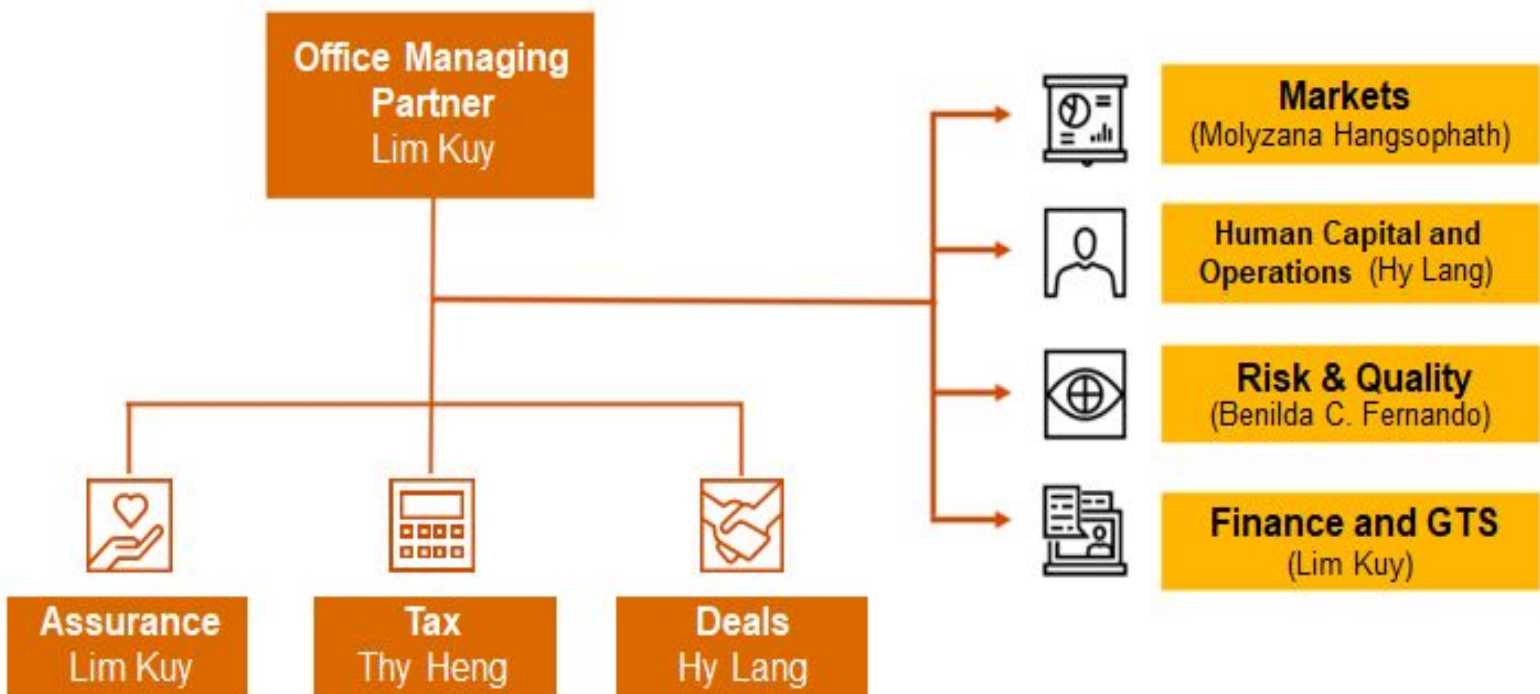 Office Managing
Partner
Lim Kuy
Markets
(Molyzana Hangsophath)
Human Capital and
Operations (Hy Lang)
Risk & Quality
(Benilda C. Fernando)
Finance and GTS
(Lim Kuy)
Assurance
Lim Kuy
Tax
Thy Heng
Deals
Hy Lang